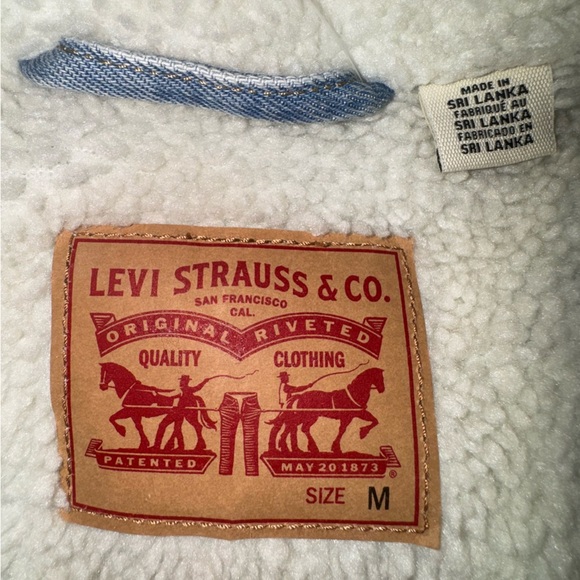 MADE IN
SRI LANKA
FABRIQUÉ AU
SRI LANKA
FABRICADO EN
SRI LANKA
LEVI STRAUSS & CO.
SAN FRANCISCO
CAL.
ORIGINAL RIVETED
QUALITY CLOTHING
PATENTED MAY 20 1873 ®
SIZE M